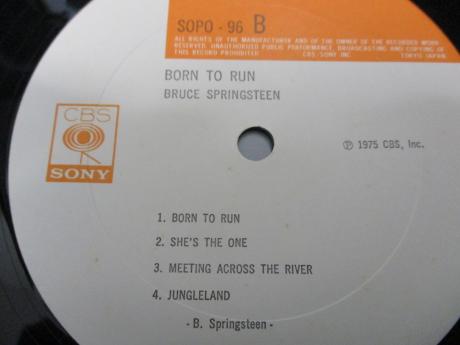 SOPO-96 B
ALL RIGHTS OF THE MANUFACTURER AND OF THE OWNER OF THE RECORDED WORK
RESERVED. UNAUTHORIZED PUBLIC PERFORMANCE, BROADCASTING AND COPYING OF
THIS RECORD PROHIBITED CBS/SONY INC. TOKYO JAPAN
BORN TO RUN
BRUCE SPRINGSTEEN
CBS
SONY
Ⓟ 1975 CBS, Inc.
1. BORN TO RUN
2. SHE'S THE ONE
3. MEETING ACROSS THE RIVER
4. JUNGLELAND
- B. Springsteen -